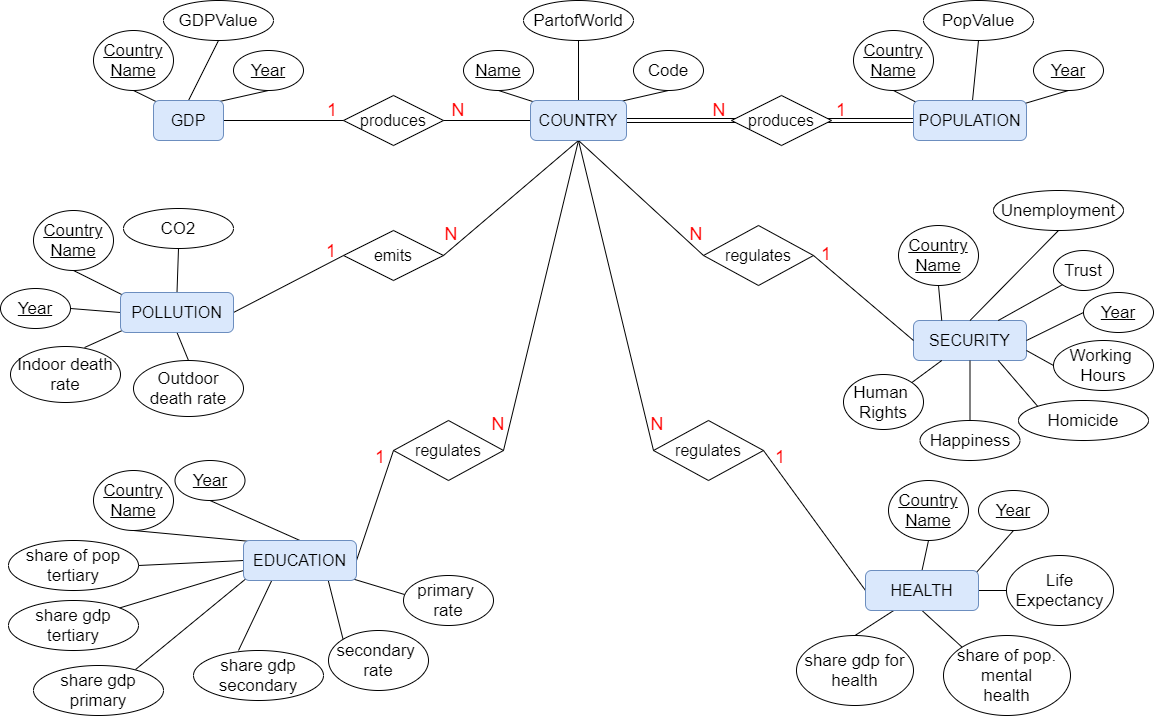 GDPValue
PartofWorld
PopValue
Country
Name
Year
Name
Code
Country
Name
Year
GDP
1
produces
N
COUNTRY
N
produces
1
POPULATION
Country
Name
CO2
Year
POLLUTION
Indoor death
rate
Outdoor
death rate
1
emits
N
N
regulates
1
Unemployment
Country
Name
Trust
Year
SECURITY
Working
Hours
Human
Rights
Homicide
Happiness
1
regulates
N
N
regulates
1
Country
Name
Year
share of pop
tertiary
EDUCATION
share gdp
tertiary
primary
rate
share gdp
primary
share gdp
secondary
secondary
rate
Country
Name
Year
HEALTH
Life
Expectancy
share gdp for
health
share of pop.
mental
health